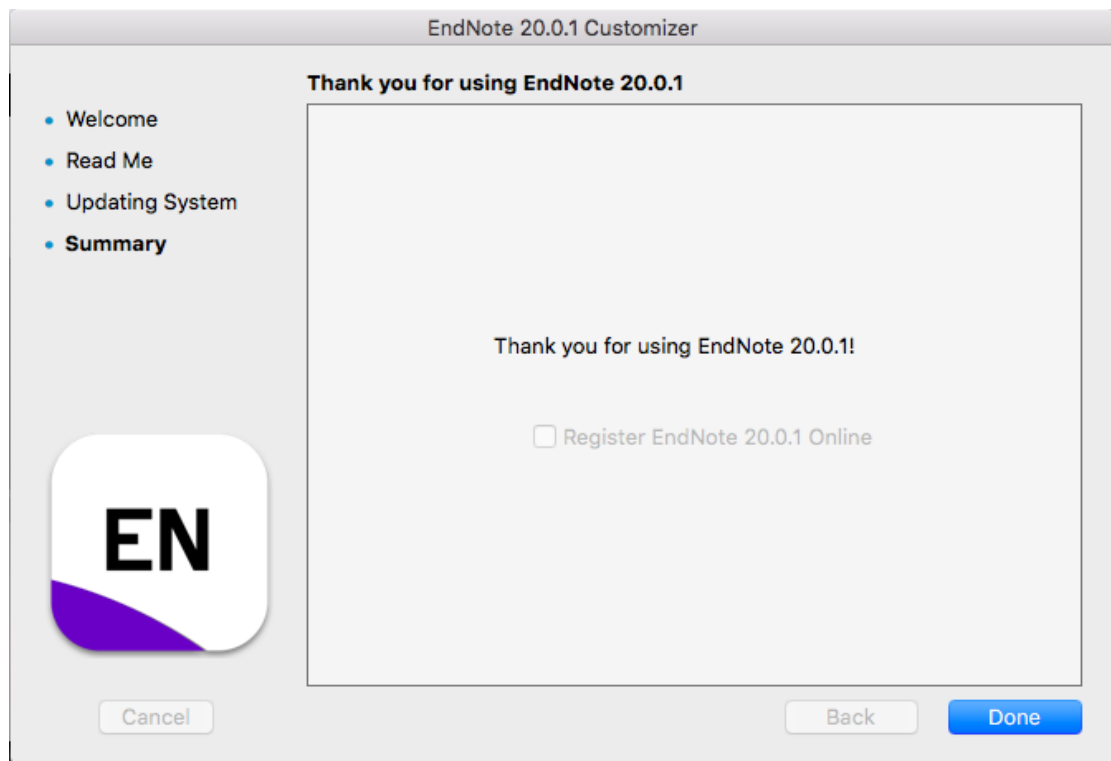 EndNote 20.0.1 Customizer
Thank you for using EndNote 20.0.1
Welcome
Read Me
Updating System
Summary
Thank you for using EndNote 20.0.1!
Register EndNote 20.0.1 Online
EN
Cancel
Back
Done